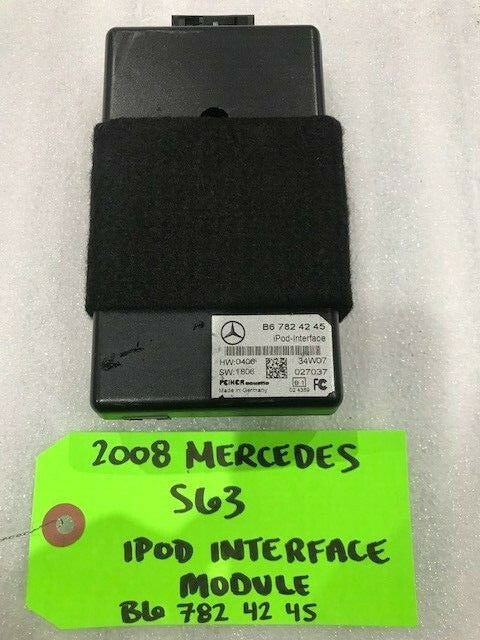 B6 782 42 45
iPod-Interface
HW:0406 34W07
SW:1806 027037
PEIKER acustic
Made in Germany
FC
2008 MERCEDES
S63
IPOD INTERFACE
MODULE
B6 782 42 45